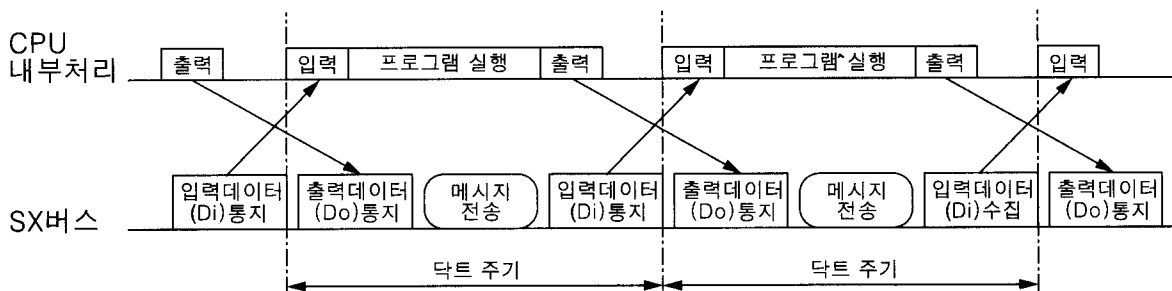 CPU
내부처리
출력
입력
프로그램 실행
출력
입력
프로그램 실행
출력
입력
SX버스
입력데이터
(Di)통지
출력데이터
(Do)통지
메시지
전송
입력데이터
(Di)통지
출력데이터
(Do)통지
메시지
전송
입력데이터
(Di)수집
출력데이터
(Do)통지
닥트 주기
닥트 주기